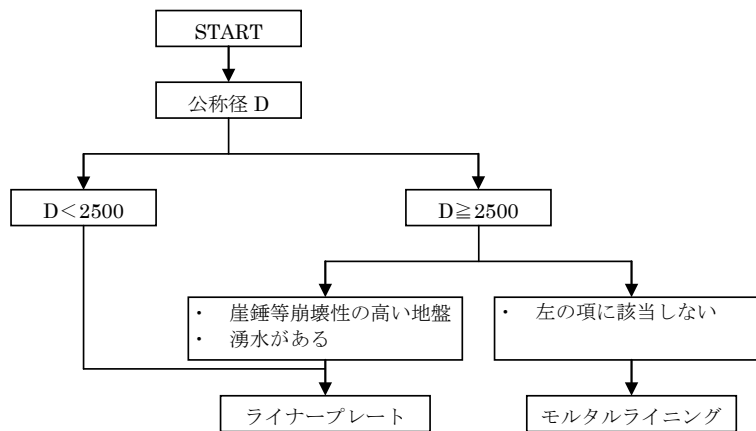 START
公称径 D
D＜2500
D≧2500
・ 崖錘等崩壊性の高い地盤
・ 湧水がある
・ 左の項に該当しない
ライナープレート
モルタルライニング